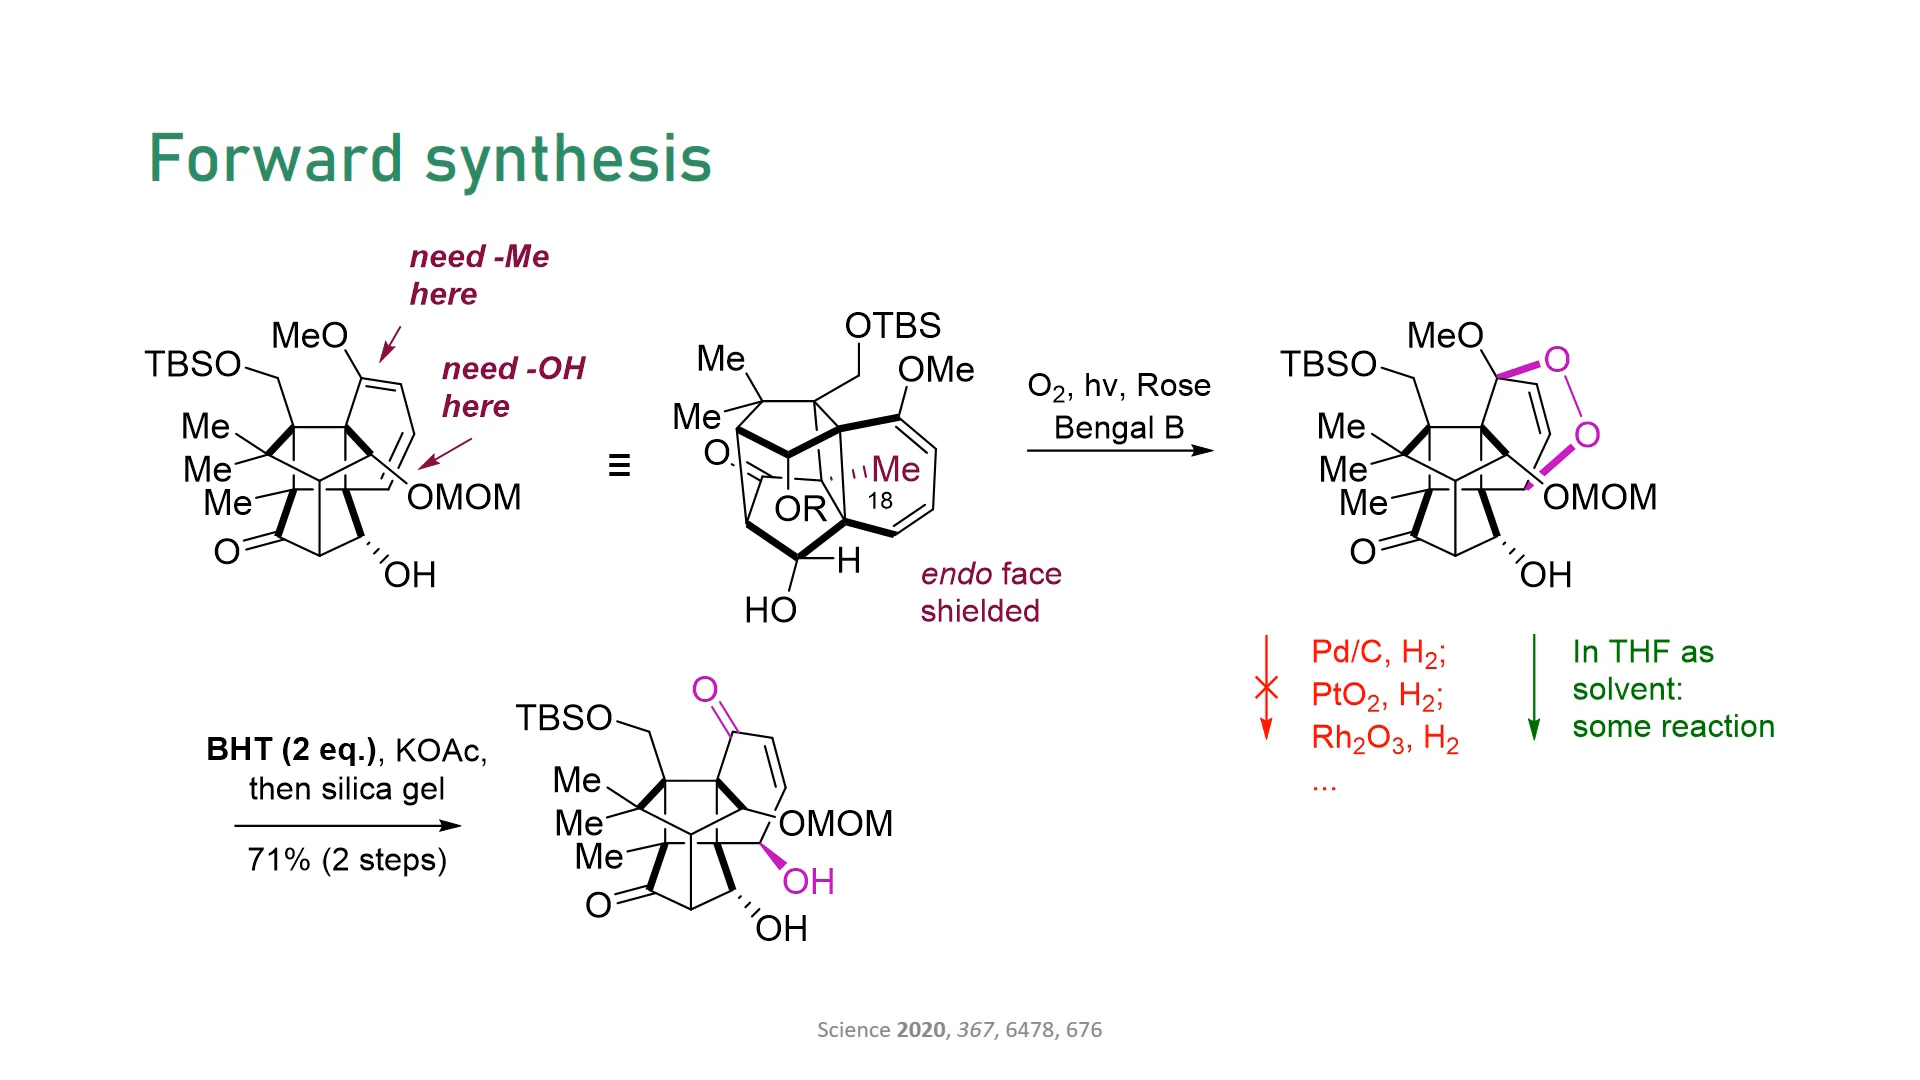 Forward synthesis
need -Me
here
MeO
TBSO
need -OH
here
Me
Me
Me
OMOM
O
OH
≡
OTBS
Me
OMe
Me
O
Me
18
OR
H
HO
endo face
shielded
O2, hv, Rose
Bengal B
MeO
O
TBSO
O
Me
Me
Me
OMOM
O
OH
Pd/C, H2;
PtO2, H2;
Rh2O3, H2
...
In THF as
solvent:
some reaction
BHT (2 eq.), KOAc,
then silica gel
71% (2 steps)
O
TBSO
Me
Me
Me
OMOM
OH
O
OH
Science 2020, 367, 6478, 676